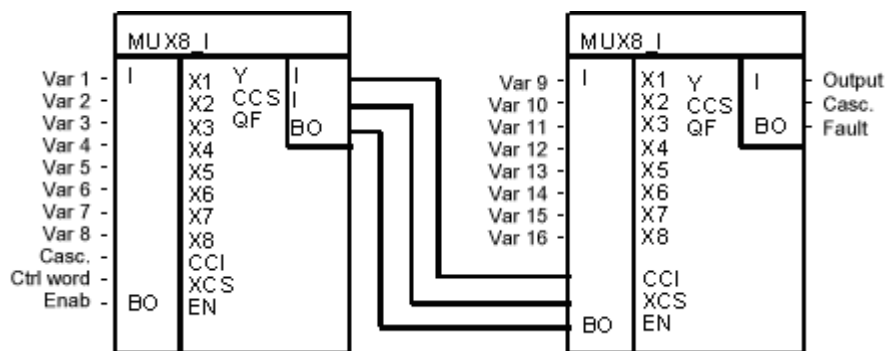 MUX8_I MUX8_I
Var 1 I X1 Y I Var 9 I X1 Y I Output
Var 2 X2 CCS I Var 10 X2 CCS Casc.
Var 3 X3 QF BO Var 11 X3 QF BO Fault
Var 4 X4 Var 12 X4
Var 5 X5 Var 13 X5
Var 6 X6 Var 14 X6
Var 7 X7 Var 15 X7
Var 8 X8 Var 16 X8
Casc. CCI CCI
Ctrl word XCS XCS
Enab BO EN BO EN